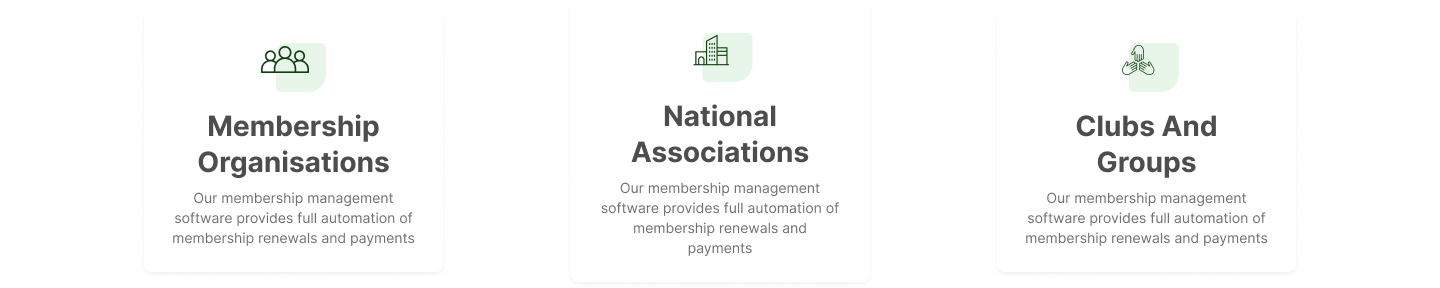 Membership
Organisations
Our membership management
software provides full automation of
membership renewals and payments
National
Associations
Our membership management
software provides full automation of
membership renewals and
payments
Clubs And
Groups
Our membership management
software provides full automation of
membership renewals and payments